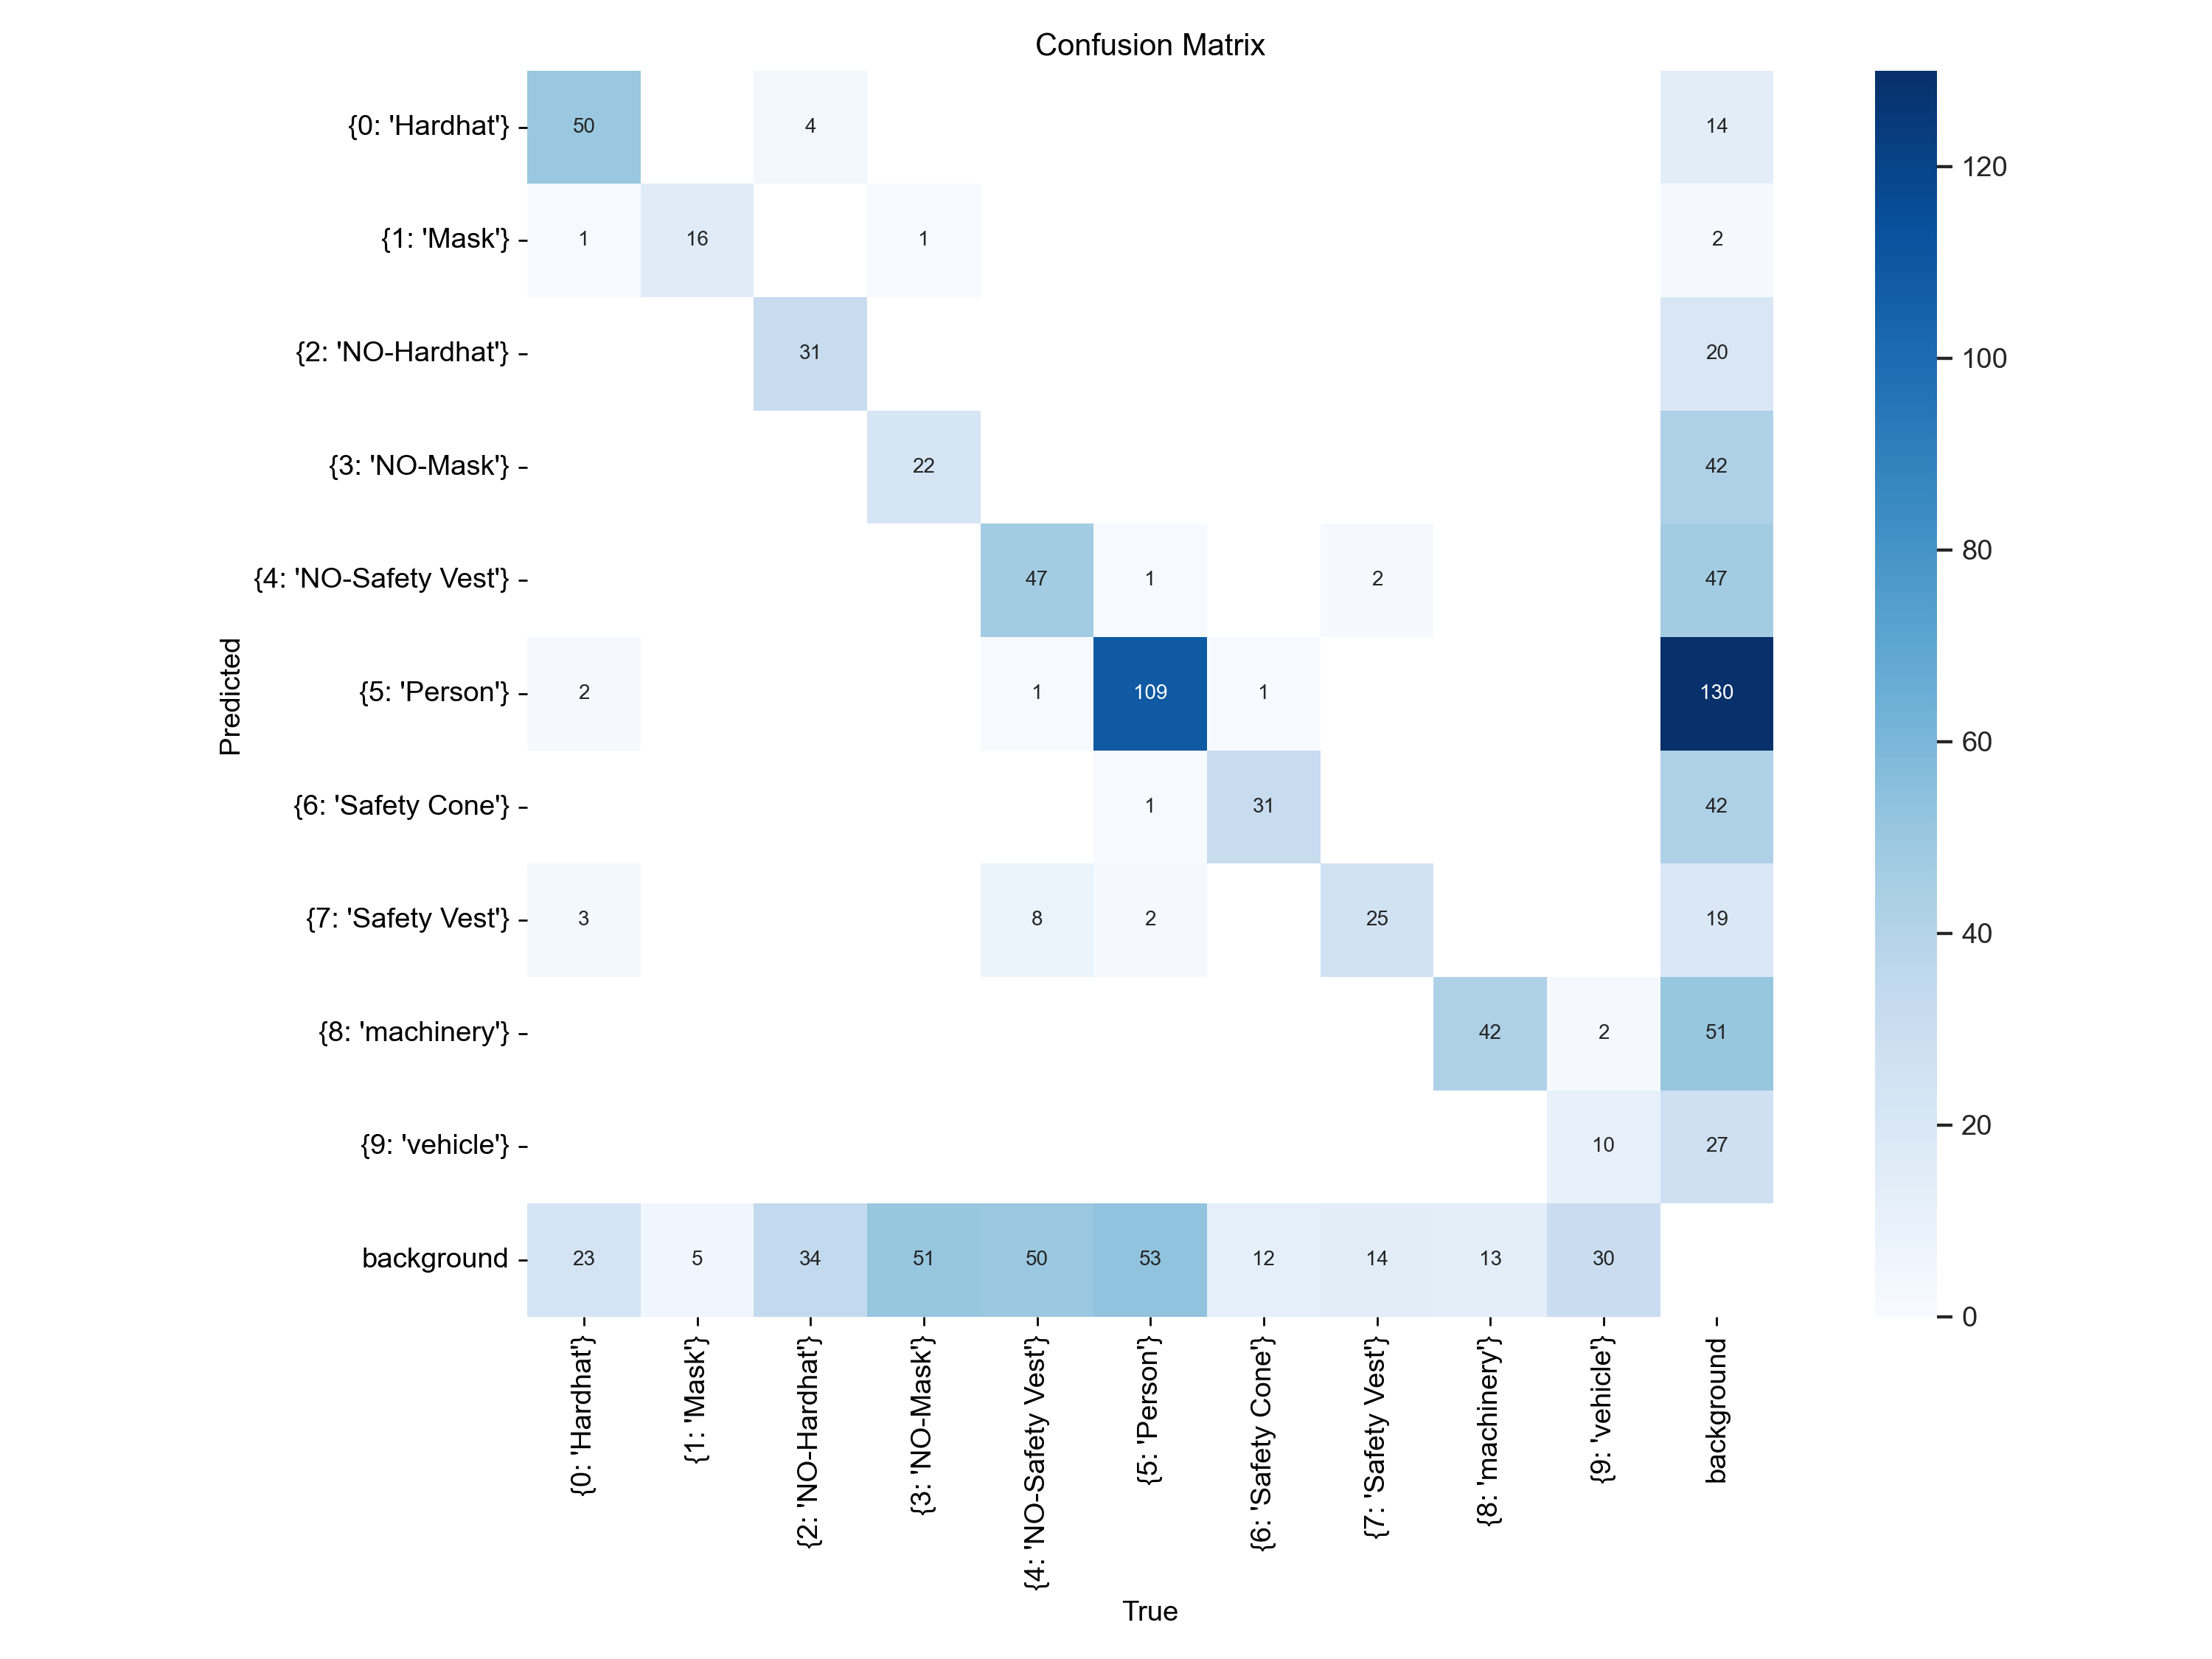 Confusion Matrix
{0: 'Hardhat'} 50 4 14
{1: 'Mask'} 1 16 1 2
{2: 'NO-Hardhat'} 31 20
{3: 'NO-Mask'} 22 42
{4: 'NO-Safety Vest'} 47 1 2 47
{5: 'Person'} 2 1 109 1 130
{6: 'Safety Cone'} 1 31 42
{7: 'Safety Vest'} 3 8 2 25 19
{8: 'machinery'} 42 2 51
{9: 'vehicle'} 10 27
background 23 5 34 51 50 53 12 14 13 30
Predicted
{0: 'Hardhat'}
{1: 'Mask'}
{2: 'NO-Hardhat'}
{3: 'NO-Mask'}
{4: 'NO-Safety Vest'}
{5: 'Person'}
{6: 'Safety Cone'}
{7: 'Safety Vest'}
{8: 'machinery'}
{9: 'vehicle'}
background
True
120
100
80
60
40
20
0